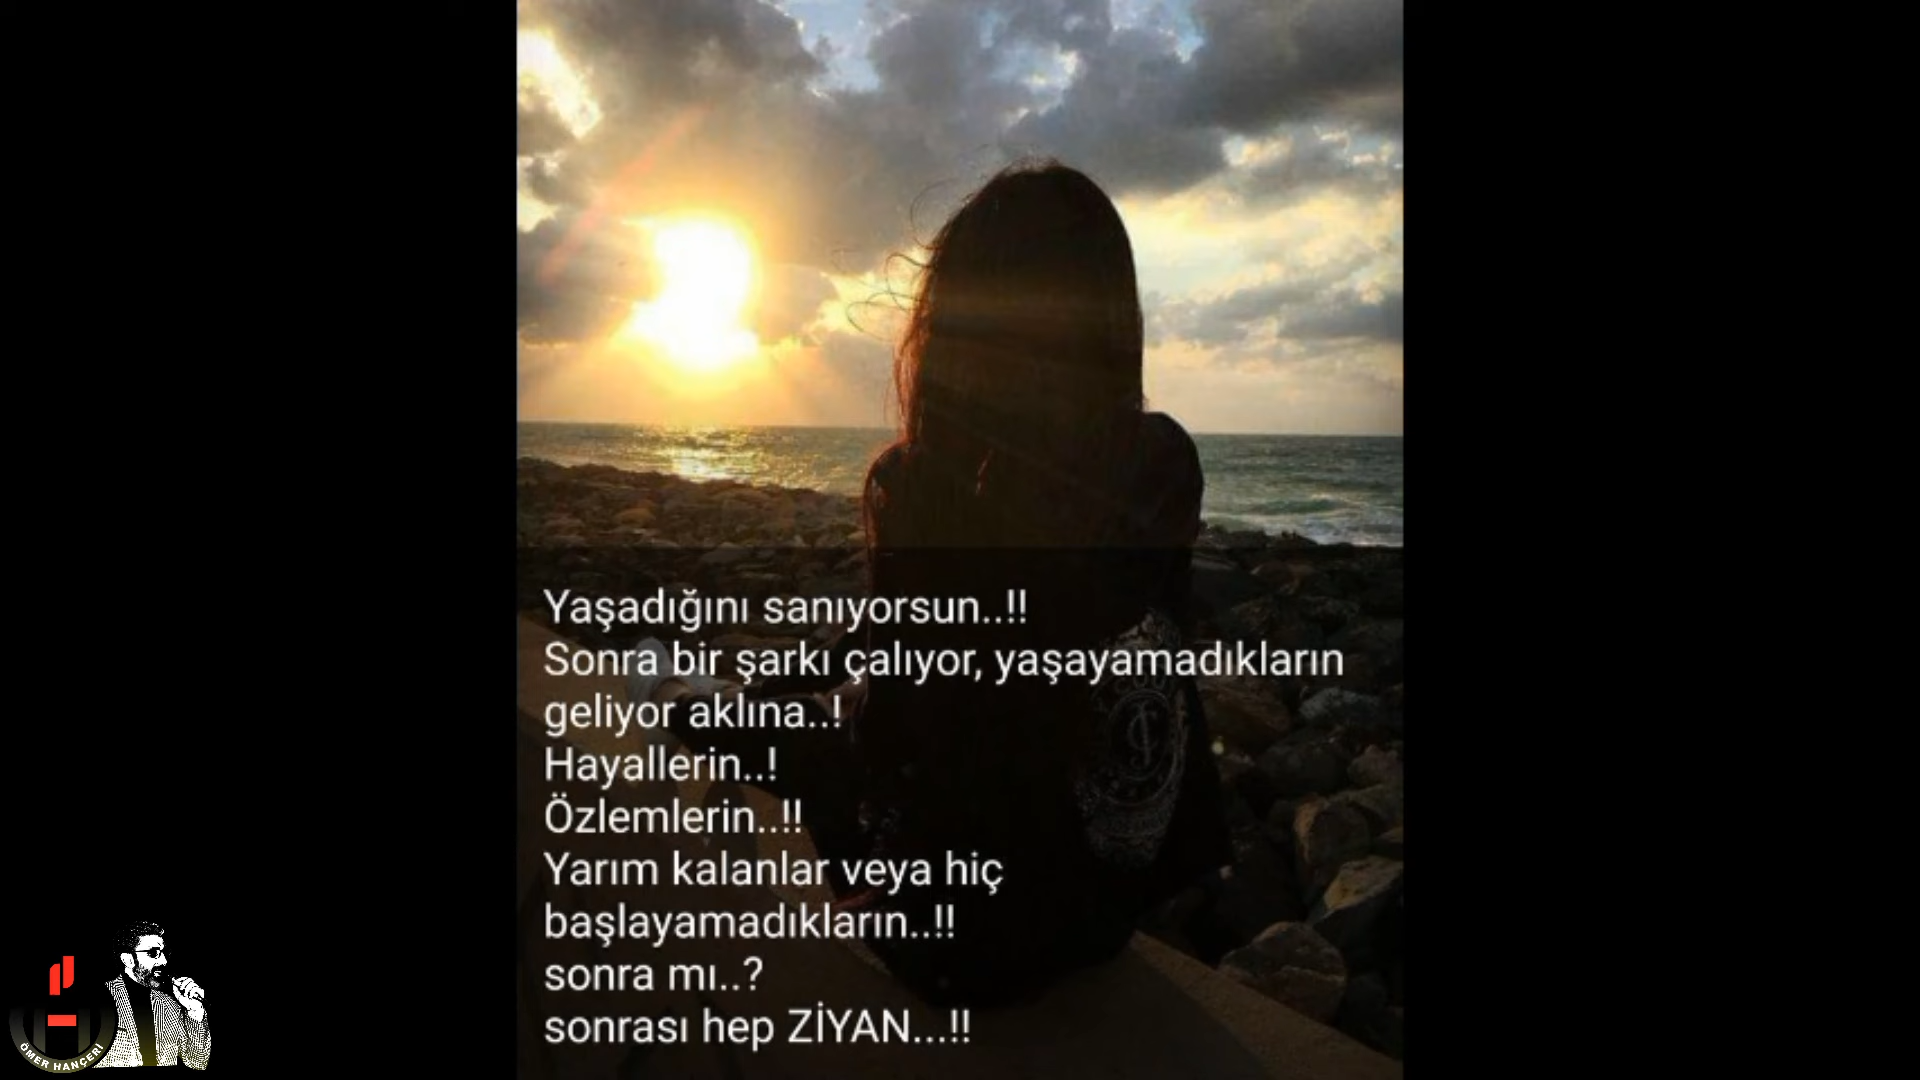 Yaşadığını sanıyorsun..!!
Sonra bir şarkı çalıyor, yaşayamadıkların
geliyor aklına..!
Hayallerin..!
Özlemlerin..!!
Yarım kalanlar veya hiç
başlayamadıkların..!!
sonra mı..?
sonrası hep ZİYAN...!!
ÖMER HANÇERİ